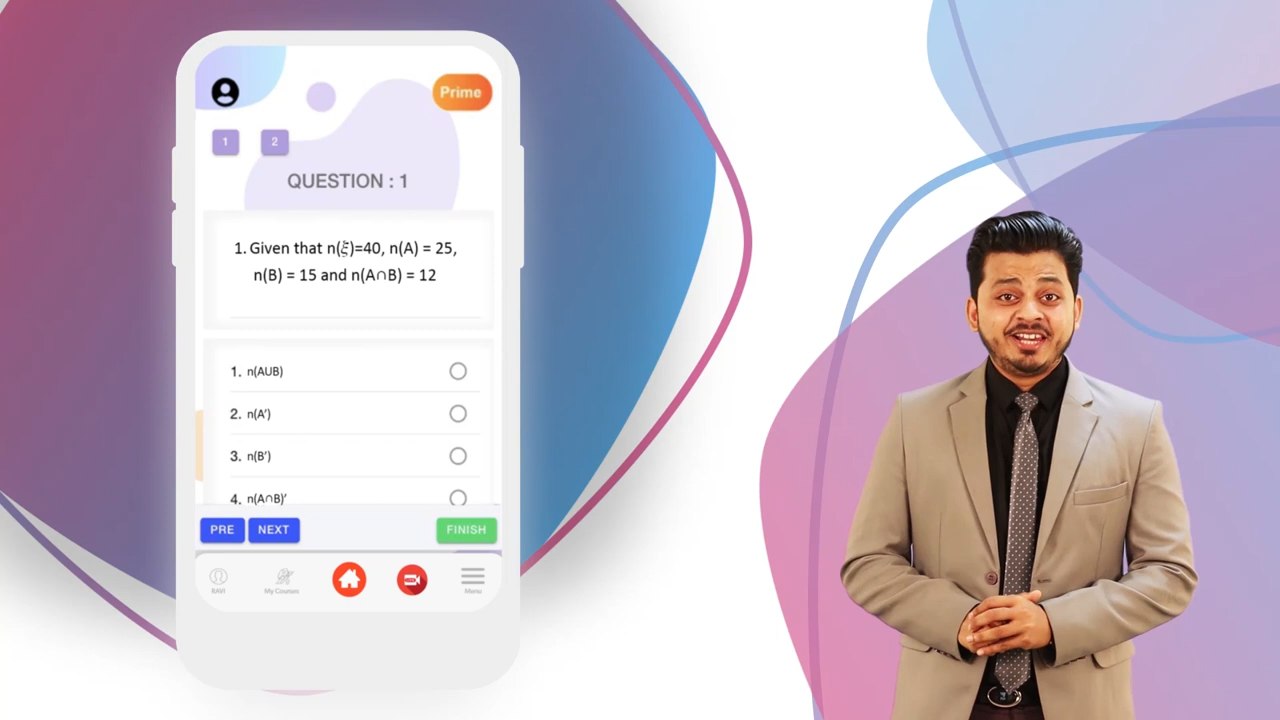 Prime
1 2
QUESTION : 1
1. Given that n(ξ)=40, n(A) = 25,
n(B) = 15 and n(A∩B) = 12
1. n(AUB)
2. n(A')
3. n(B')
4. n(A∩B)'
PRE NEXT FINISH
RAVI My Courses Menu